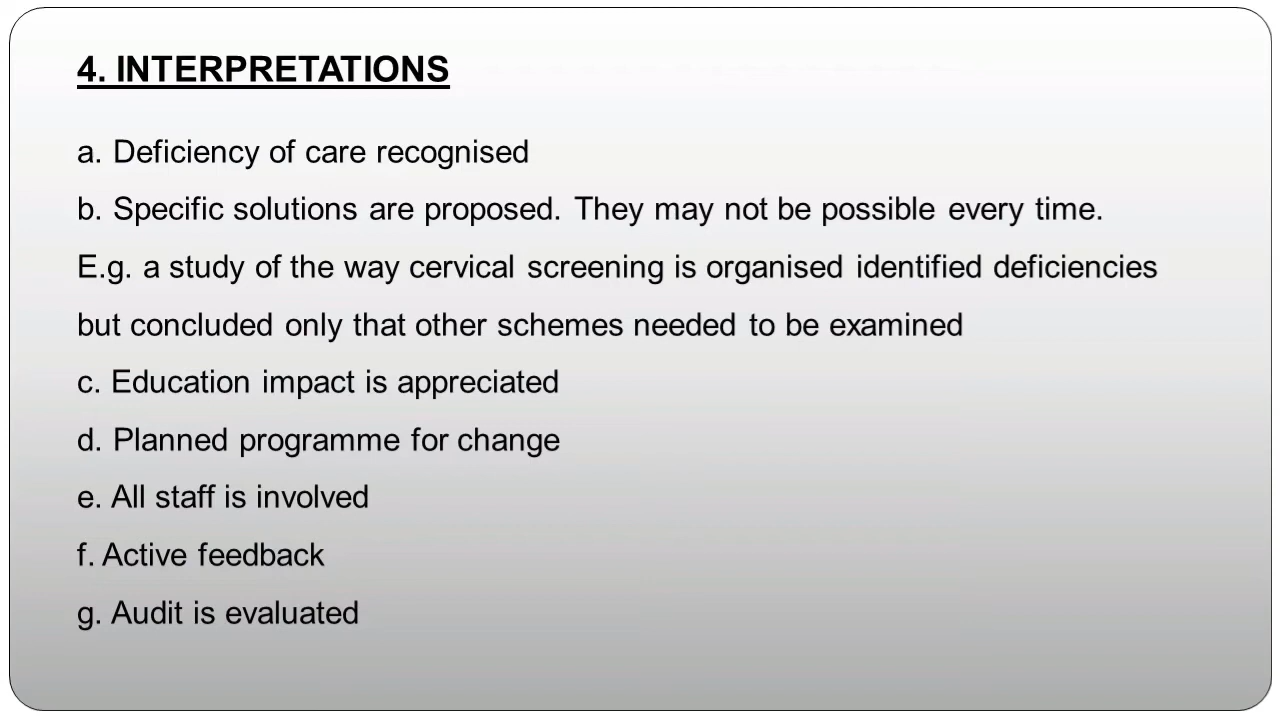 4. INTERPRETATIONS
a. Deficiency of care recognised
b. Specific solutions are proposed. They may not be possible every time.
E.g. a study of the way cervical screening is organised identified deficiencies
but concluded only that other schemes needed to be examined
c. Education impact is appreciated
d. Planned programme for change
e. All staff is involved
f. Active feedback
g. Audit is evaluated